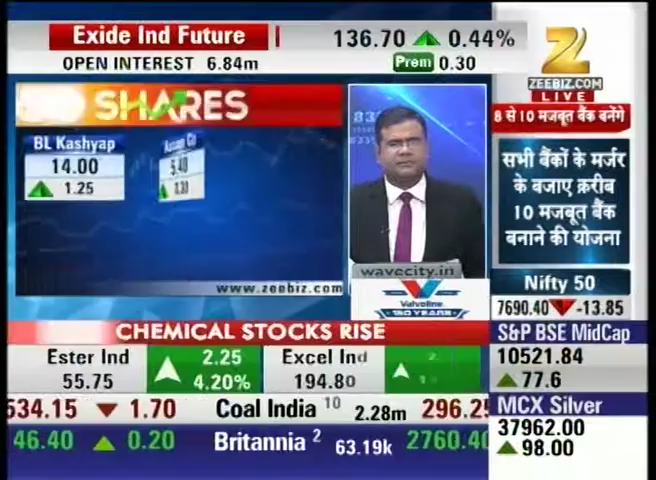 Exide Ind Future
136.70 0.44%
OPEN INTEREST 6.84m
Prem 0.30
ZEEBIZ.COM
LIVE
8 से 10 मजबूत बैंक बनेंगे
SHARES
BL Kashyap
14.00
1.25
5.40
सभी बैंकों के मर्जर
के बजाए क़रीब
10 मजबूत बैंक
बनाने की योजना
www.zeebiz.com
wavecity.in
Valvoline
150 YEARS
Nifty 50
7690.40 -13.85
CHEMICAL STOCKS RISE
S&P BSE MidCap
10521.84
77.6
Ester Ind 2.25
55.75 4.20%
Excel Ind
194.80
MCX Silver
37962.00
98.00
534.15 1.70 Coal India 10 2.28m 296.25
46.40 0.20 Britannia 2 63.19k 2760.40